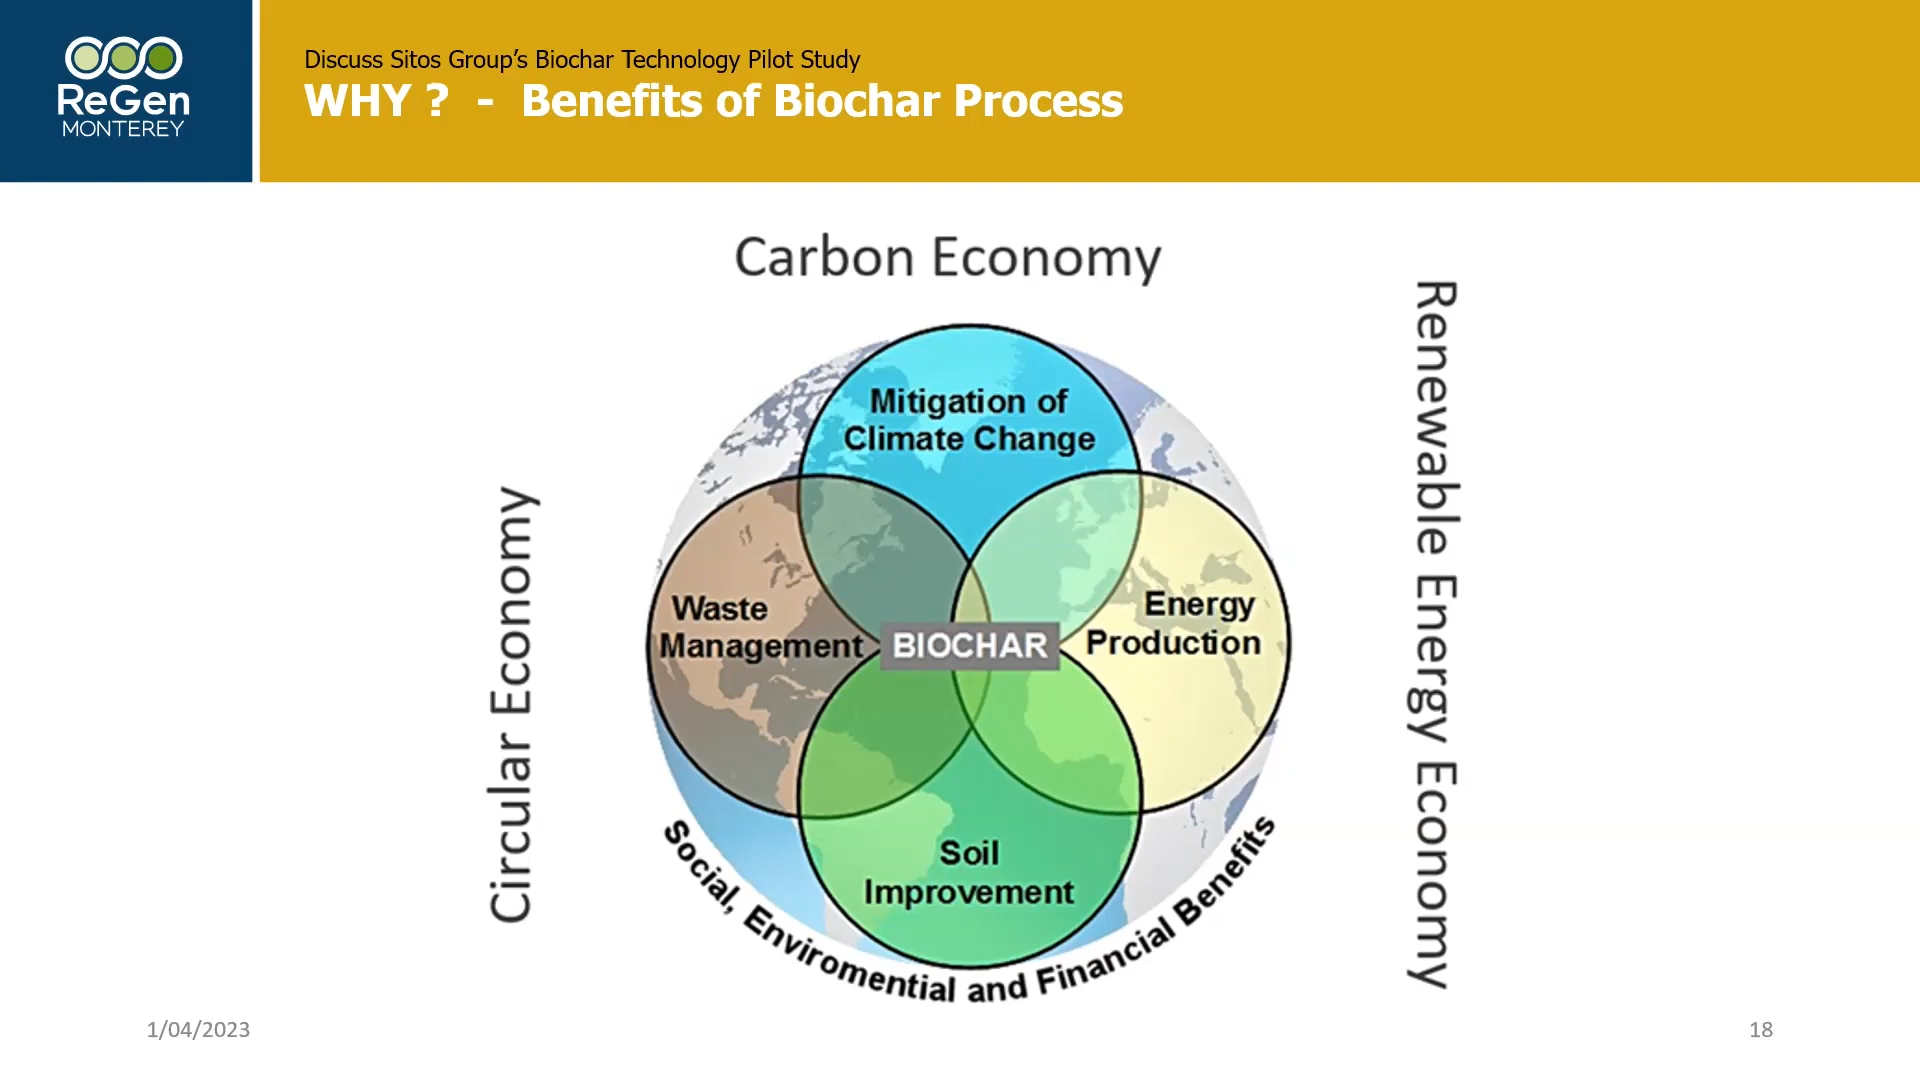 ReGen
MONTEREY
Discuss Sitos Group's Biochar Technology Pilot Study
WHY ? - Benefits of Biochar Process
Carbon Economy
Circular Economy
Renewable Energy Economy
Mitigation of
Climate Change
Waste
Management
BIOCHAR
Energy
Production
Soil
Improvement
Social, Enviromential and Financial Benefits
1/04/2023
18